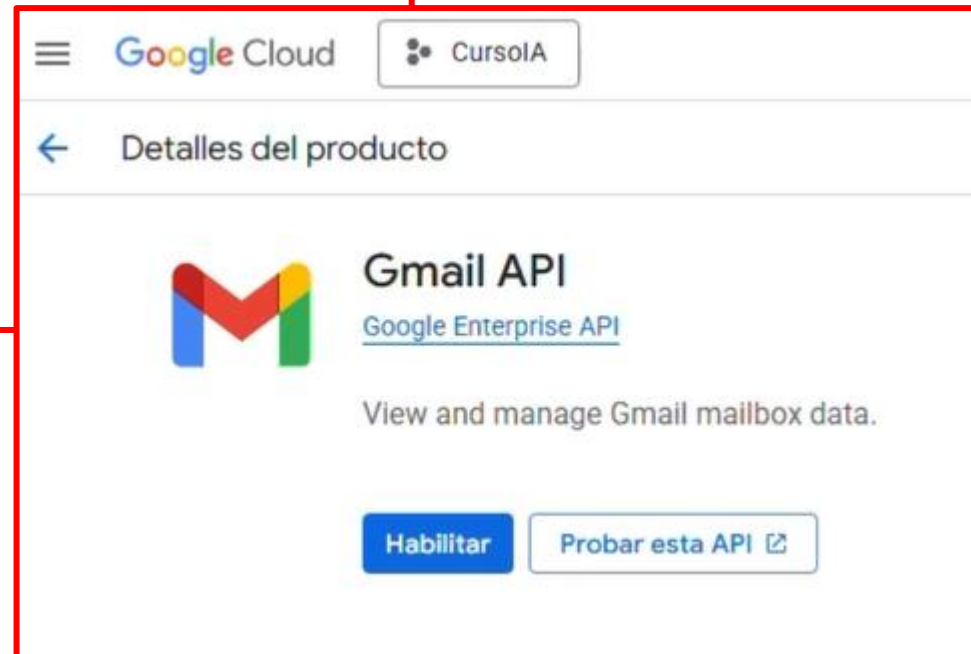 Google Cloud CursoIA
Detalles del producto
Gmail API
Google Enterprise API
View and manage Gmail mailbox data.
Habilitar Probar esta API